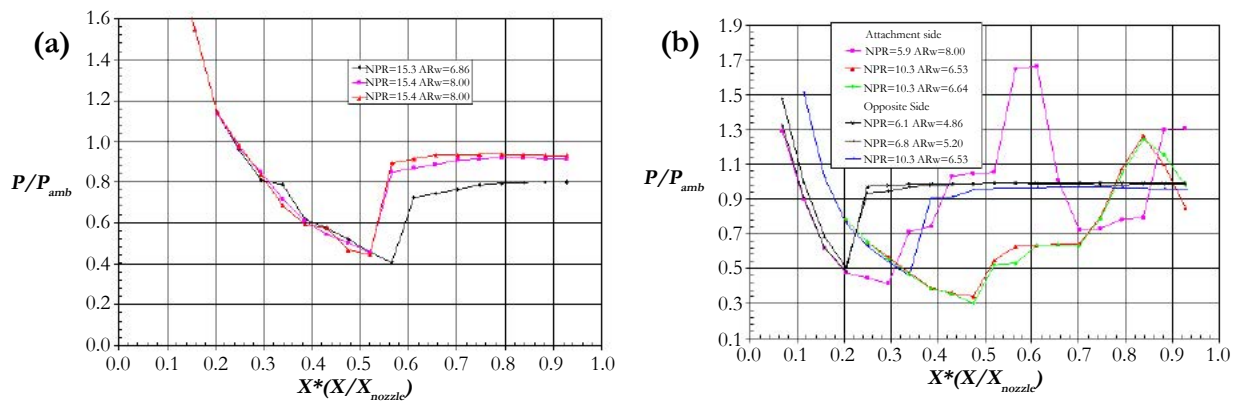 (a)
1.6
1.4
1.2
1.0
0.8
0.6
0.4
0.2
0.0
P/Pamb
NPR=15.3 ARw=6.86
NPR=15.4 ARw=8.00
NPR=15.4 ARw=8.00
0.0 0.1 0.2 0.3 0.4 0.5 0.6 0.7 0.8 0.9 1.0
X*(X/Xnozzle)
(b)
1.9
1.7
1.5
1.3
1.1
0.9
0.7
0.5
0.3
0.1
P/Pamb
Attachment side
NPR=5.9 ARw=8.00
NPR=10.3 ARw=6.53
NPR=10.3 ARw=6.64
Opposite Side
NPR=6.1 ARw=4.86
NPR=6.8 ARw=5.20
NPR=10.3 ARw=6.53
0.0 0.1 0.2 0.3 0.4 0.5 0.6 0.7 0.8 0.9 1.0
X*(X/Xnozzle)